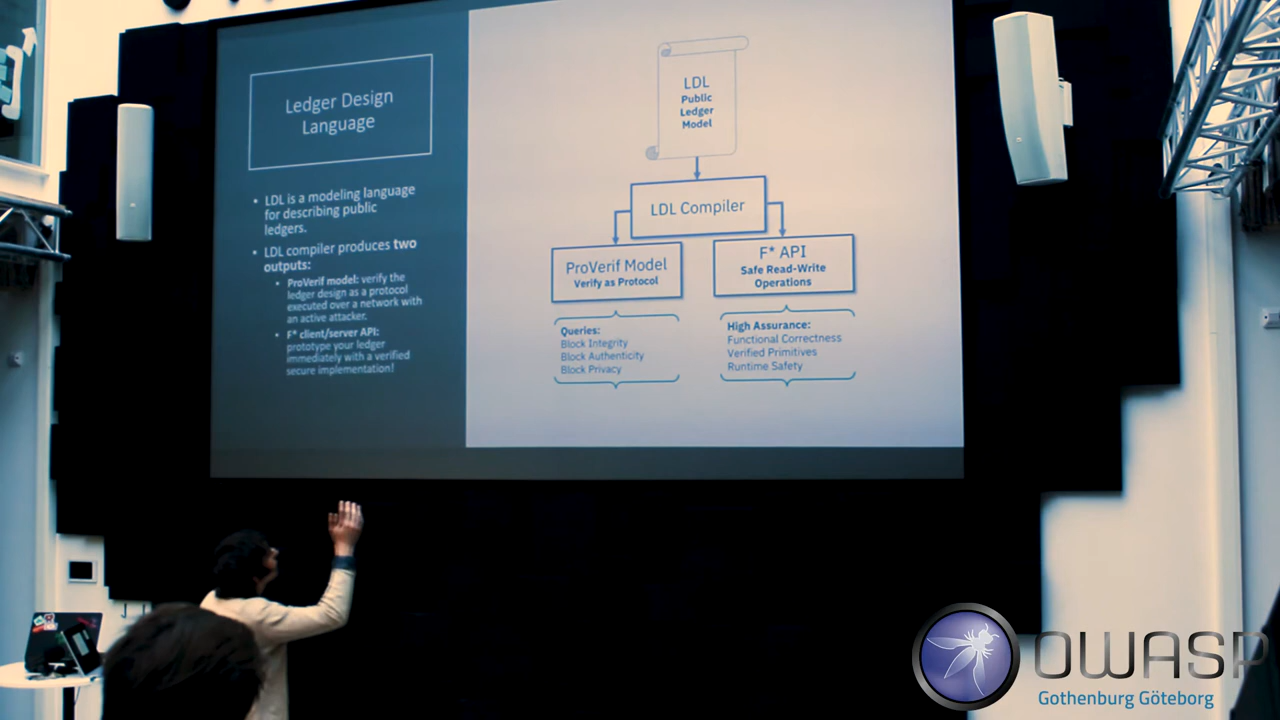 Ledger Design
Language
• LDL is a modeling language
for describing public
ledgers.
• LDL compiler produces two
outputs:
• ProVerif model: verify the
ledger design as a protocol
executed over a network with
an active attacker.
• F* client/server API:
prototype your ledger
immediately with a verified
secure implementation!
LDL
Public
Ledger
Model
LDL Compiler
ProVerif Model
Verify as Protocol
F* API
Safe Read-Write
Operations
Queries:
Block Integrity
Block Authenticity
Block Privacy
High Assurance:
Functional Correctness
Verified Primitives
Runtime Safety
OWASP
Gothenburg Göteborg